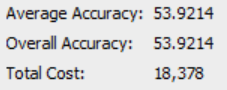 Average Accuracy: 53.9214
Overall Accuracy: 53.9214
Total Cost: 18,378